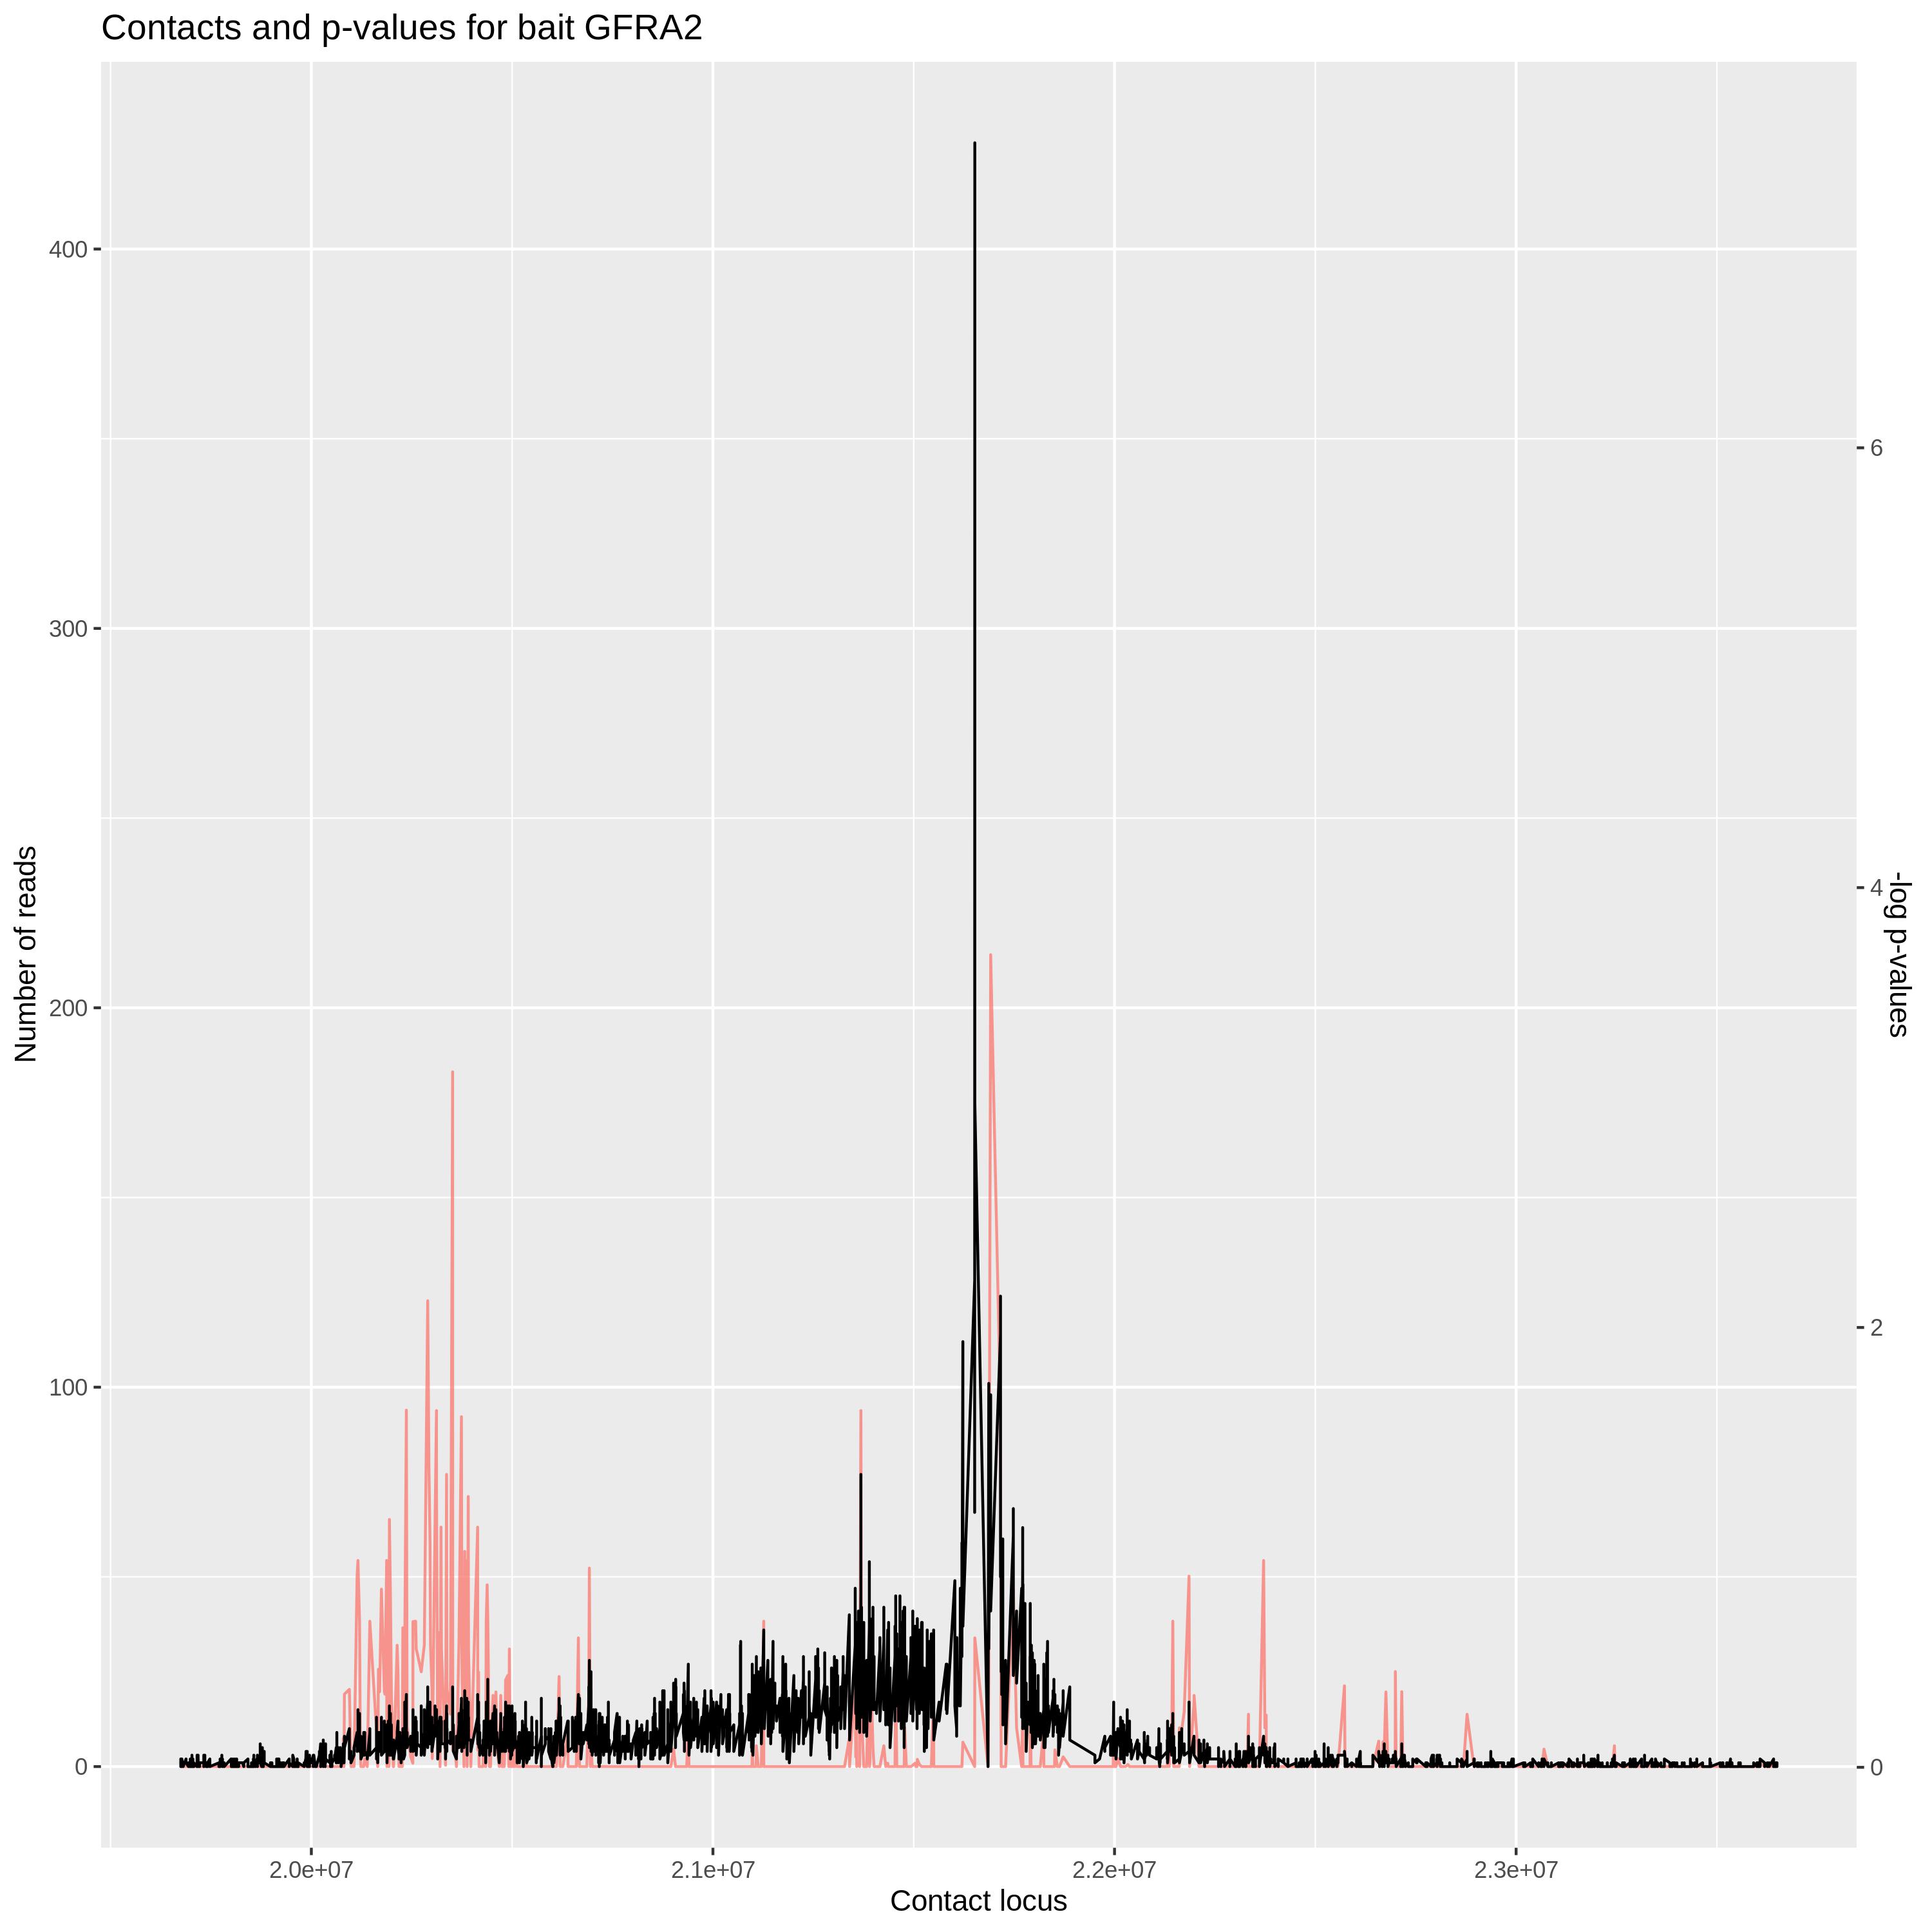 Contacts and p-values for bait GFRA2
400
300
200
100
0
Number of reads
6
4
2
0
-log p-values
2.0e+07 2.1e+07 2.2e+07 2.3e+07
Contact locus